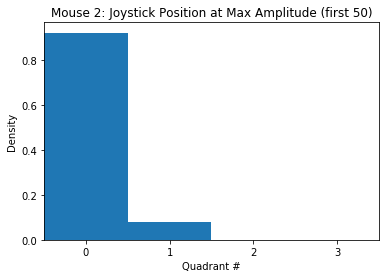 Mouse 2: Joystick Position at Max Amplitude (first 50)
0.8
0.6
0.4
0.2
0.0
Density
0 1 2 3
Quadrant #